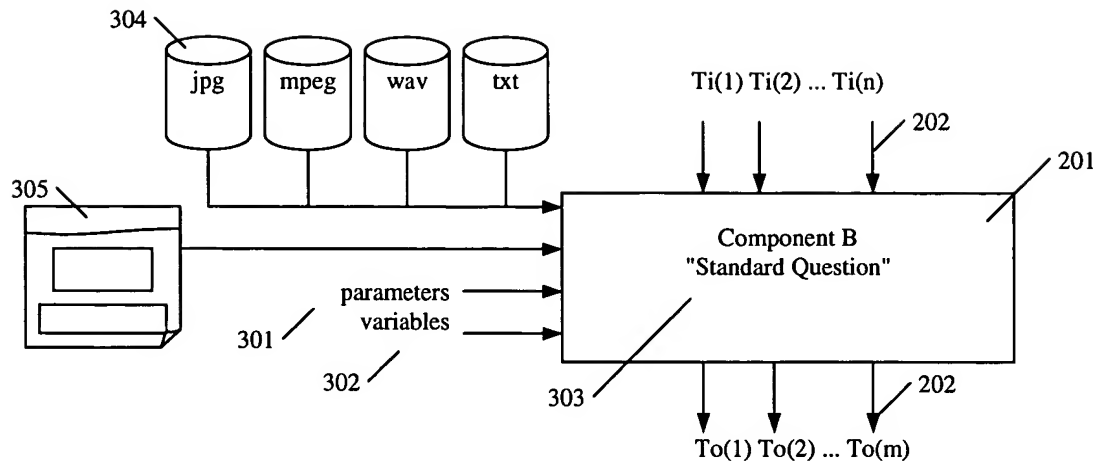 304
jpg mpeg wav txt
Ti(1) Ti(2) ... Ti(n)
202
201
305
Component B
"Standard Question"
parameters
301
variables
302
303
202
To(1) To(2) ... To(m)